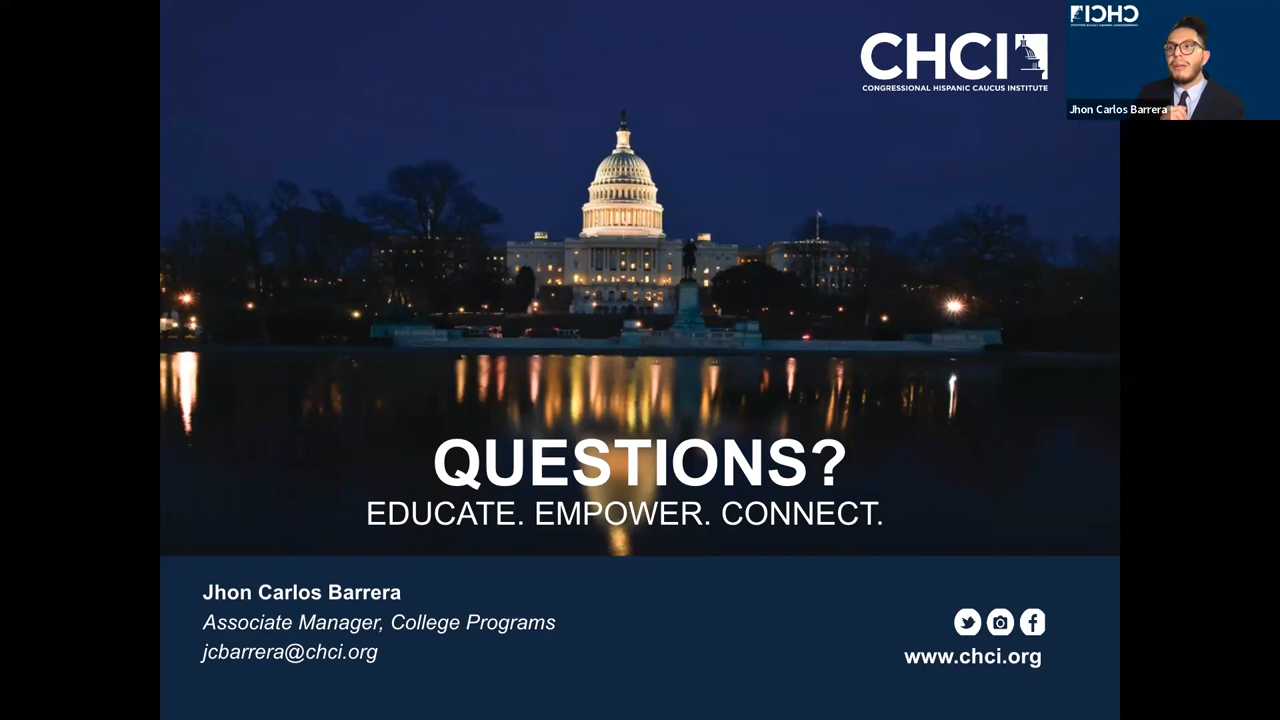 CHCI
CONGRESSIONAL HISPANIC CAUCUS INSTITUTE
CHCI
Jhon Carlos Barrera
QUESTIONS?
EDUCATE. EMPOWER. CONNECT.
Jhon Carlos Barrera
Associate Manager, College Programs
jcbarrera@chci.org
www.chci.org